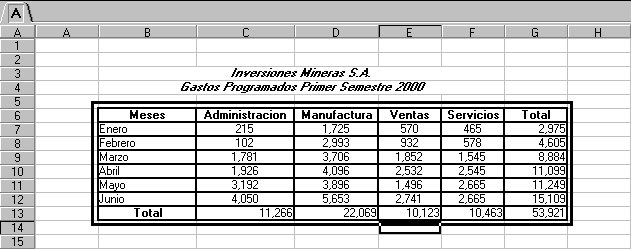 A
A A B C D E F G H
1
2
3 Inversiones Mineras S.A.
4 Gastos Programados Primer Semestre 2000
5
6 Meses Administracion Manufactura Ventas Servicios Total
7 Enero 215 1,725 570 465 2,975
8 Febrero 102 2,993 932 578 4,605
9 Marzo 1,781 3,706 1,852 1,545 8,884
10 Abril 1,926 4,096 2,532 2,545 11,099
11 Mayo 3,192 3,896 1,496 2,665 11,249
12 Junio 4,050 5,653 2,741 2,665 15,109
13 Total 11,266 22,069 10,123 10,463 53,921
14
15